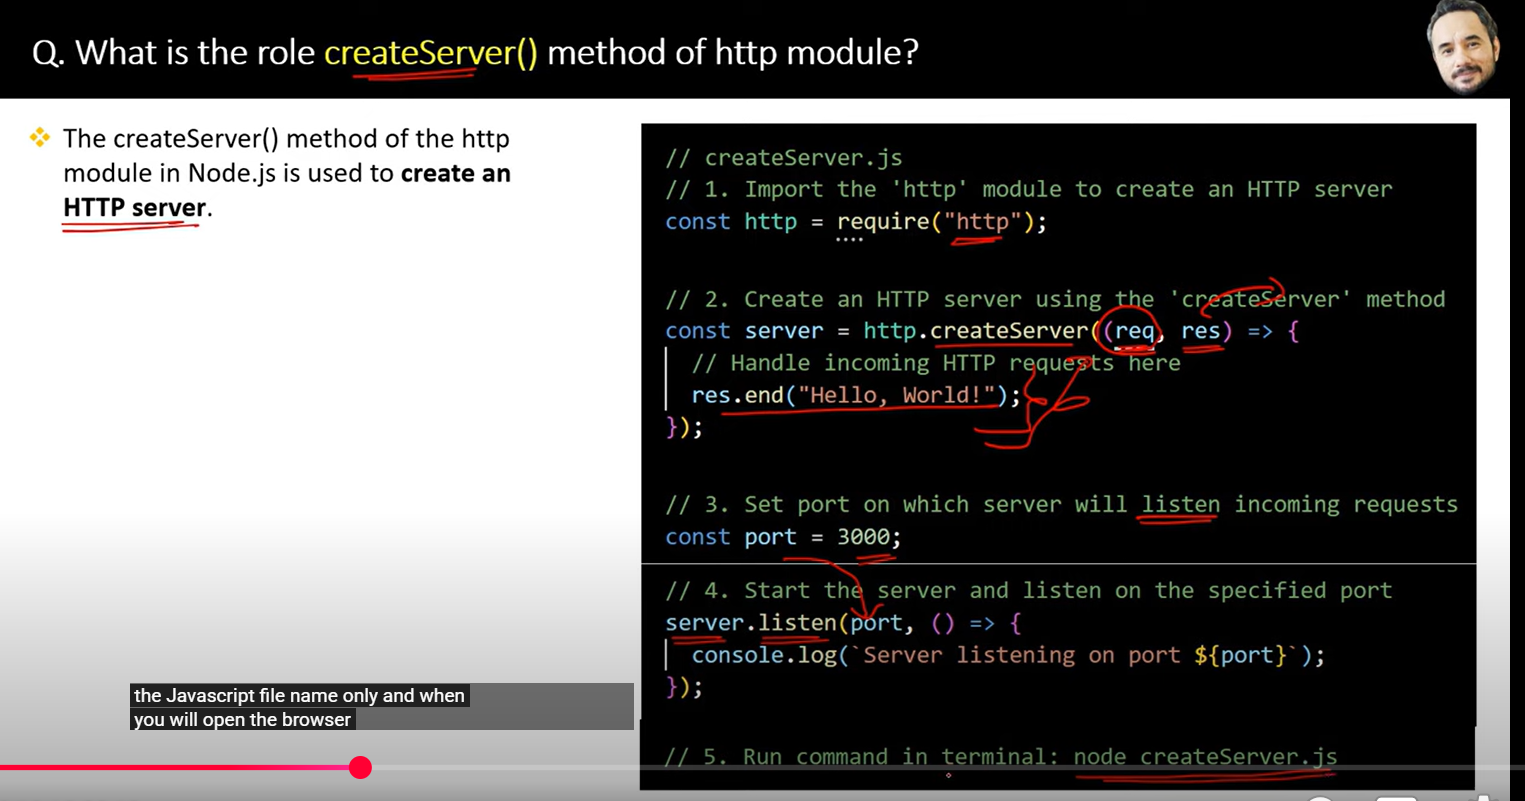 Q. What is the role createServer() method of http module?
The createServer() method of the http
module in Node.js is used to create an
HTTP server.
// createServer.js
// 1. Import the 'http' module to create an HTTP server
const http = require("http");
// 2. Create an HTTP server using the 'createServer' method
const server = http.createServer((req, res) => {
// Handle incoming HTTP requests here
res.end("Hello, World!");
});
// 3. Set port on which server will listen incoming requests
const port = 3000;
// 4. Start the server and listen on the specified port
server.listen(port, () => {
console.log(`Server listening on port ${port}`);
});
// 5. Run command in terminal: node createServer.js
the Javascript file name only and when
you will open the browser